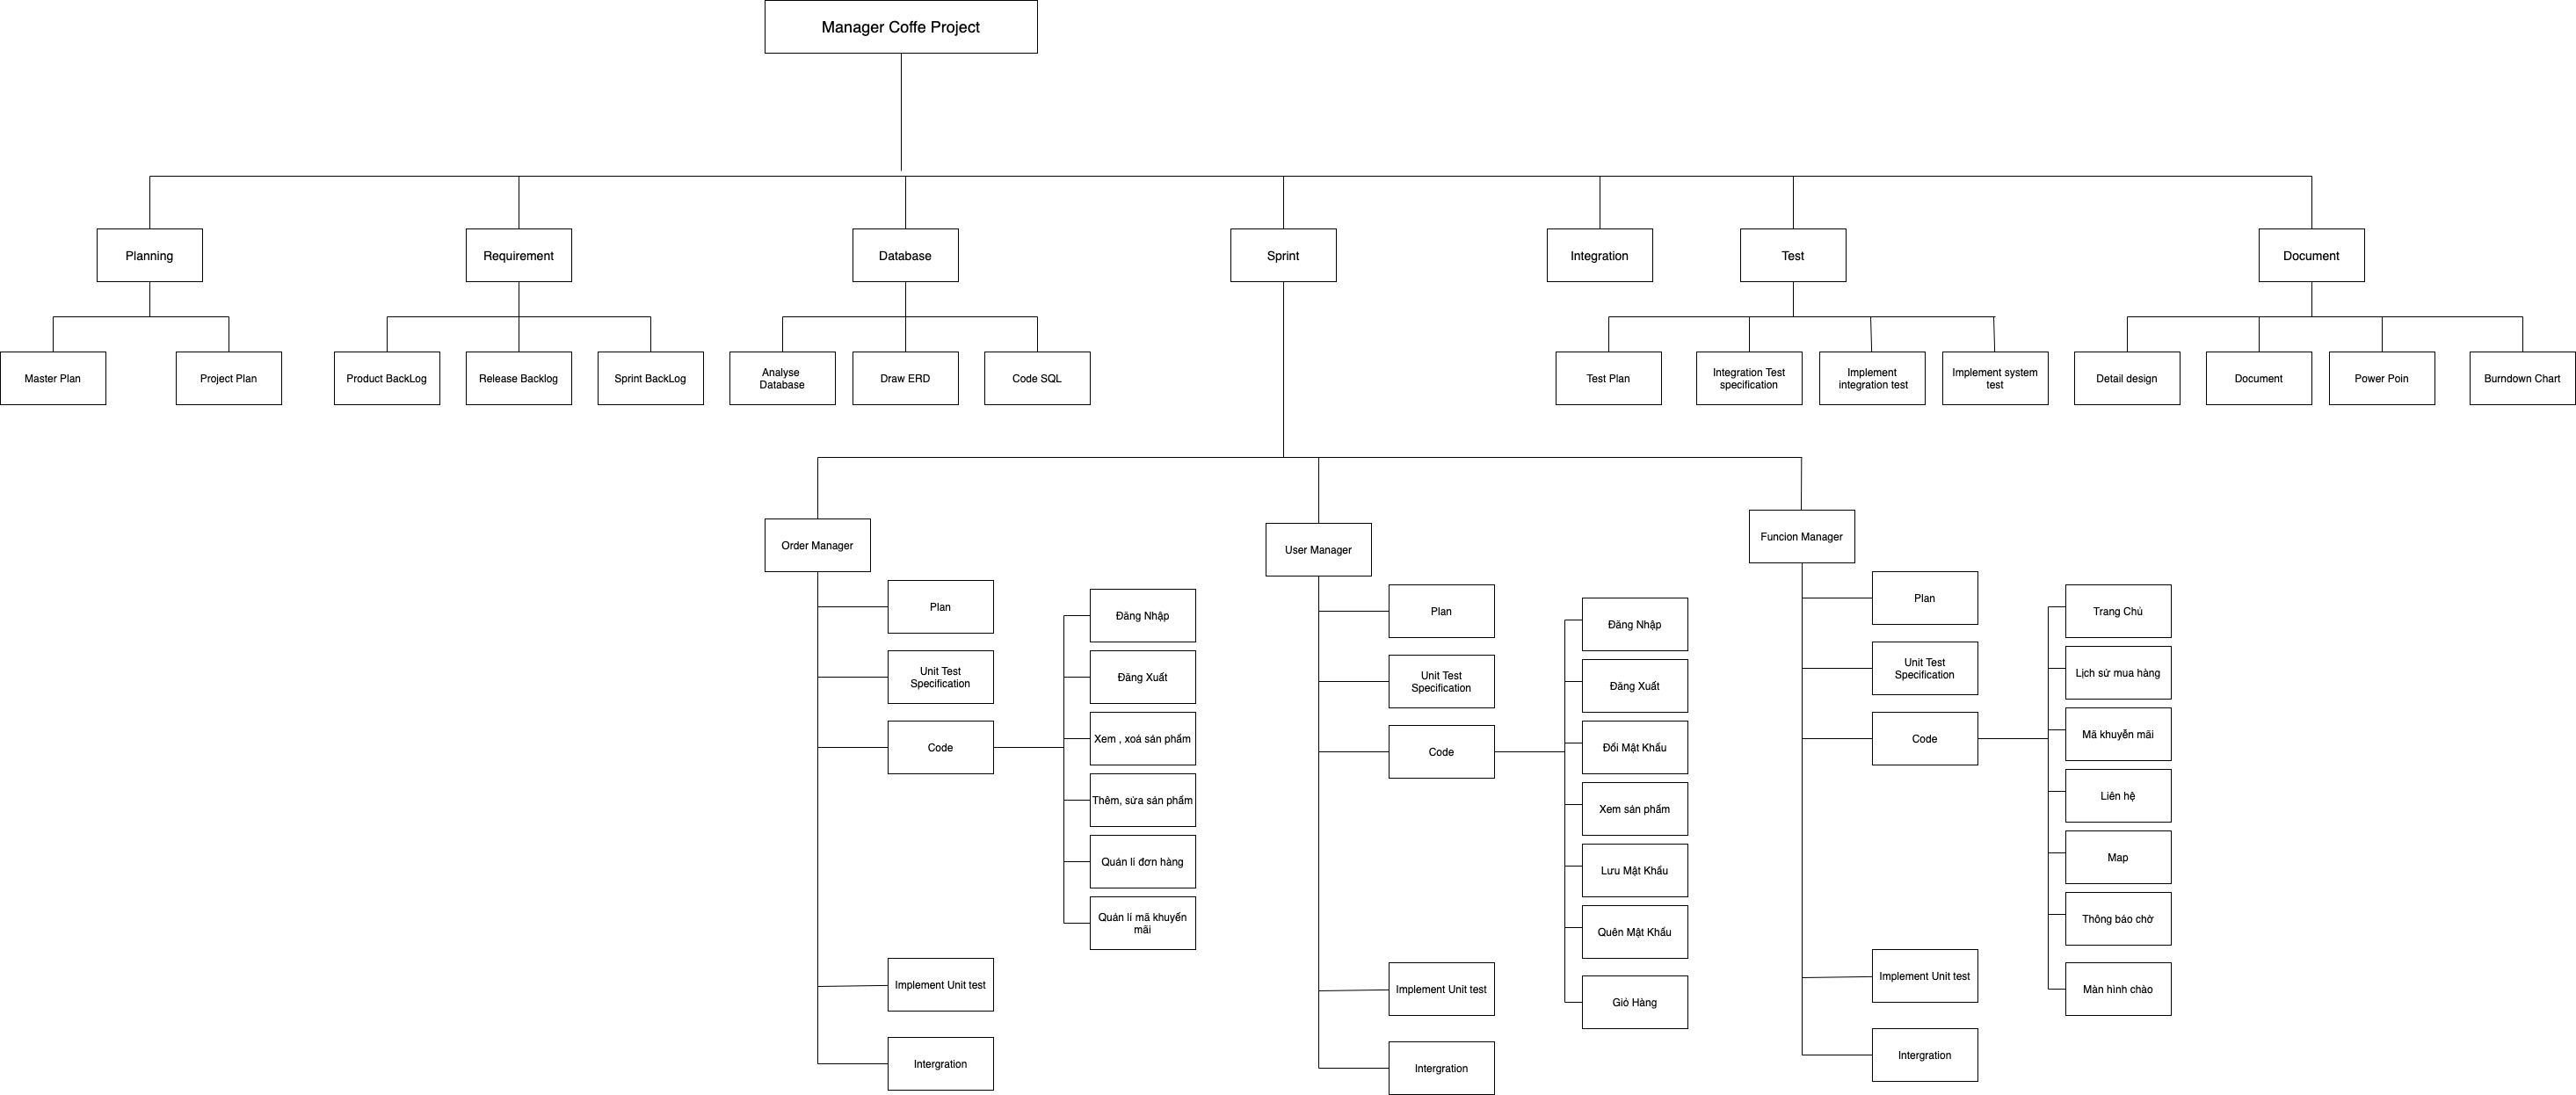 Manager Coffe Project
Planning
Requirement
Database
Sprint
Integration
Test
Document
Master Plan
Project Plan
Product BackLog
Release Backlog
Sprint BackLog
Analyse
Database
Draw ERD
Code SQL
Test Plan
Integration Test
specification
Implement
integration test
Implement system
test
Detail design
Document
Power Poin
Burndown Chart
Order Manager
Plan
Unit Test
Specification
Code
Implement Unit test
Intergration
Đăng Nhập
Đăng Xuất
Xem , xoá sản phẩm
Thêm, sửa sản phẩm
Quản lí đơn hàng
Quản lí mã khuyến
mãi
User Manager
Plan
Unit Test
Specification
Code
Implement Unit test
Intergration
Đăng Nhập
Đăng Xuất
Đổi Mật Khẩu
Xem sản phẩm
Lưu Mật Khẩu
Quên Mật Khẩu
Giỏ Hàng
Funcion Manager
Plan
Unit Test
Specification
Code
Implement Unit test
Intergration
Trang Chủ
Lịch sử mua hàng
Mã khuyễn mãi
Liên hệ
Map
Thông báo chờ
Màn hình chào